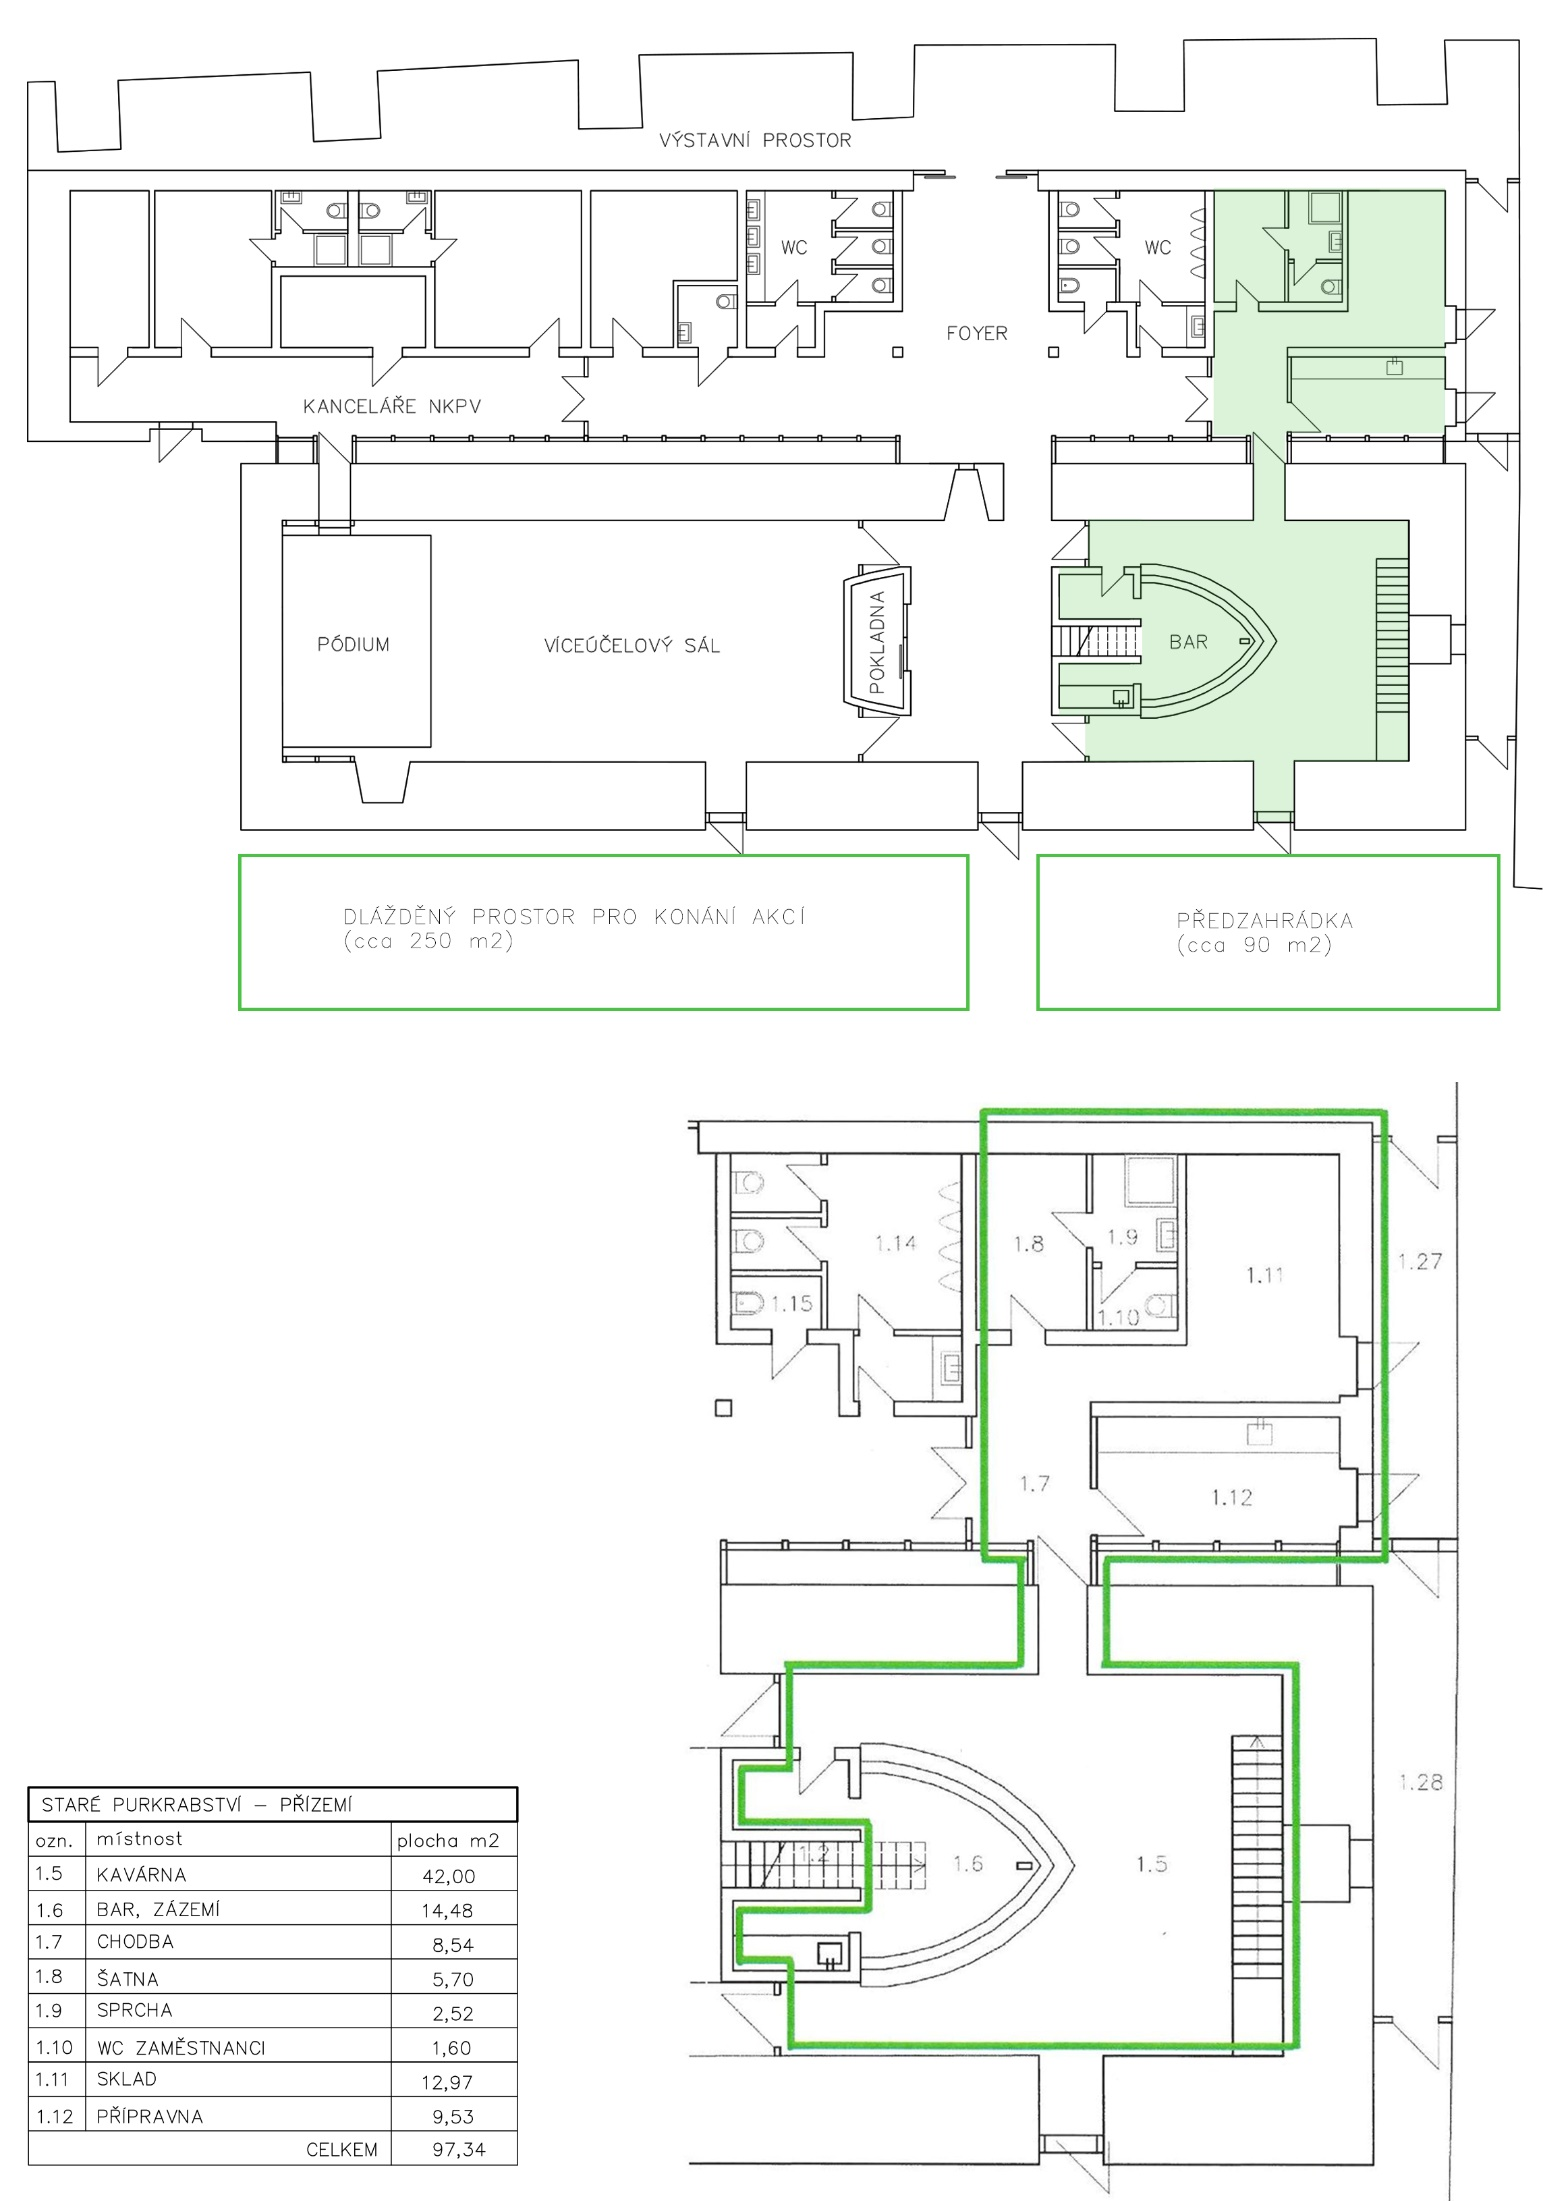 VÝSTAVNÍ PROSTOR
WC
WC
FOYER
KANCELÁŘE NKPV
PÓDIUM
VÍCEÚČELOVÝ SÁL
POKLADNA
BAR
DLÁŽDĚNÝ PROSTOR PRO KONÁNÍ AKCÍ
(cca 250 m2)
PŘEDZAHRÁDKA
(cca 90 m2)
1.14
1.8
1.9
1.27
1.11
1.15
1.10
1.7
1.12
1.28
1.2
1.6
1.5
STARÉ PURKRABSTVÍ – PŘÍZEMÍ
ozn. místnost plocha m2
1.5 KAVÁRNA 42,00
1.6 BAR, ZÁZEMÍ 14,48
1.7 CHODBA 8,54
1.8 ŠATNA 5,70
1.9 SPRCHA 2,52
1.10 WC ZAMĚSTNANCI 1,60
1.11 SKLAD 12,97
1.12 PŘÍPRAVNA 9,53
CELKEM 97,34